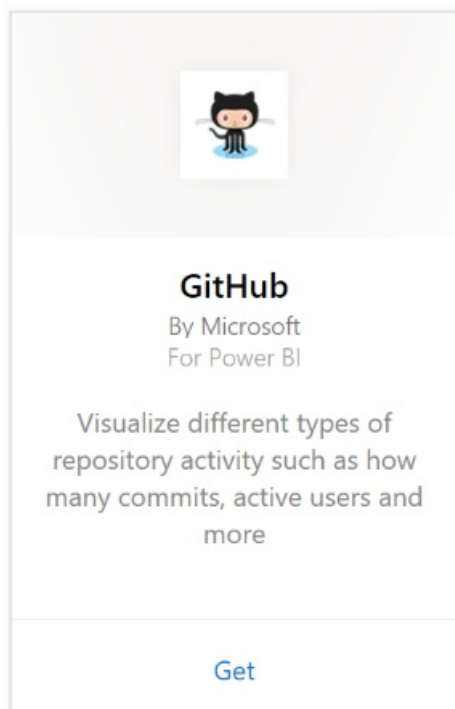 GitHub
By Microsoft
For Power BI
Visualize different types of
repository activity such as how
many commits, active users and
more
Get